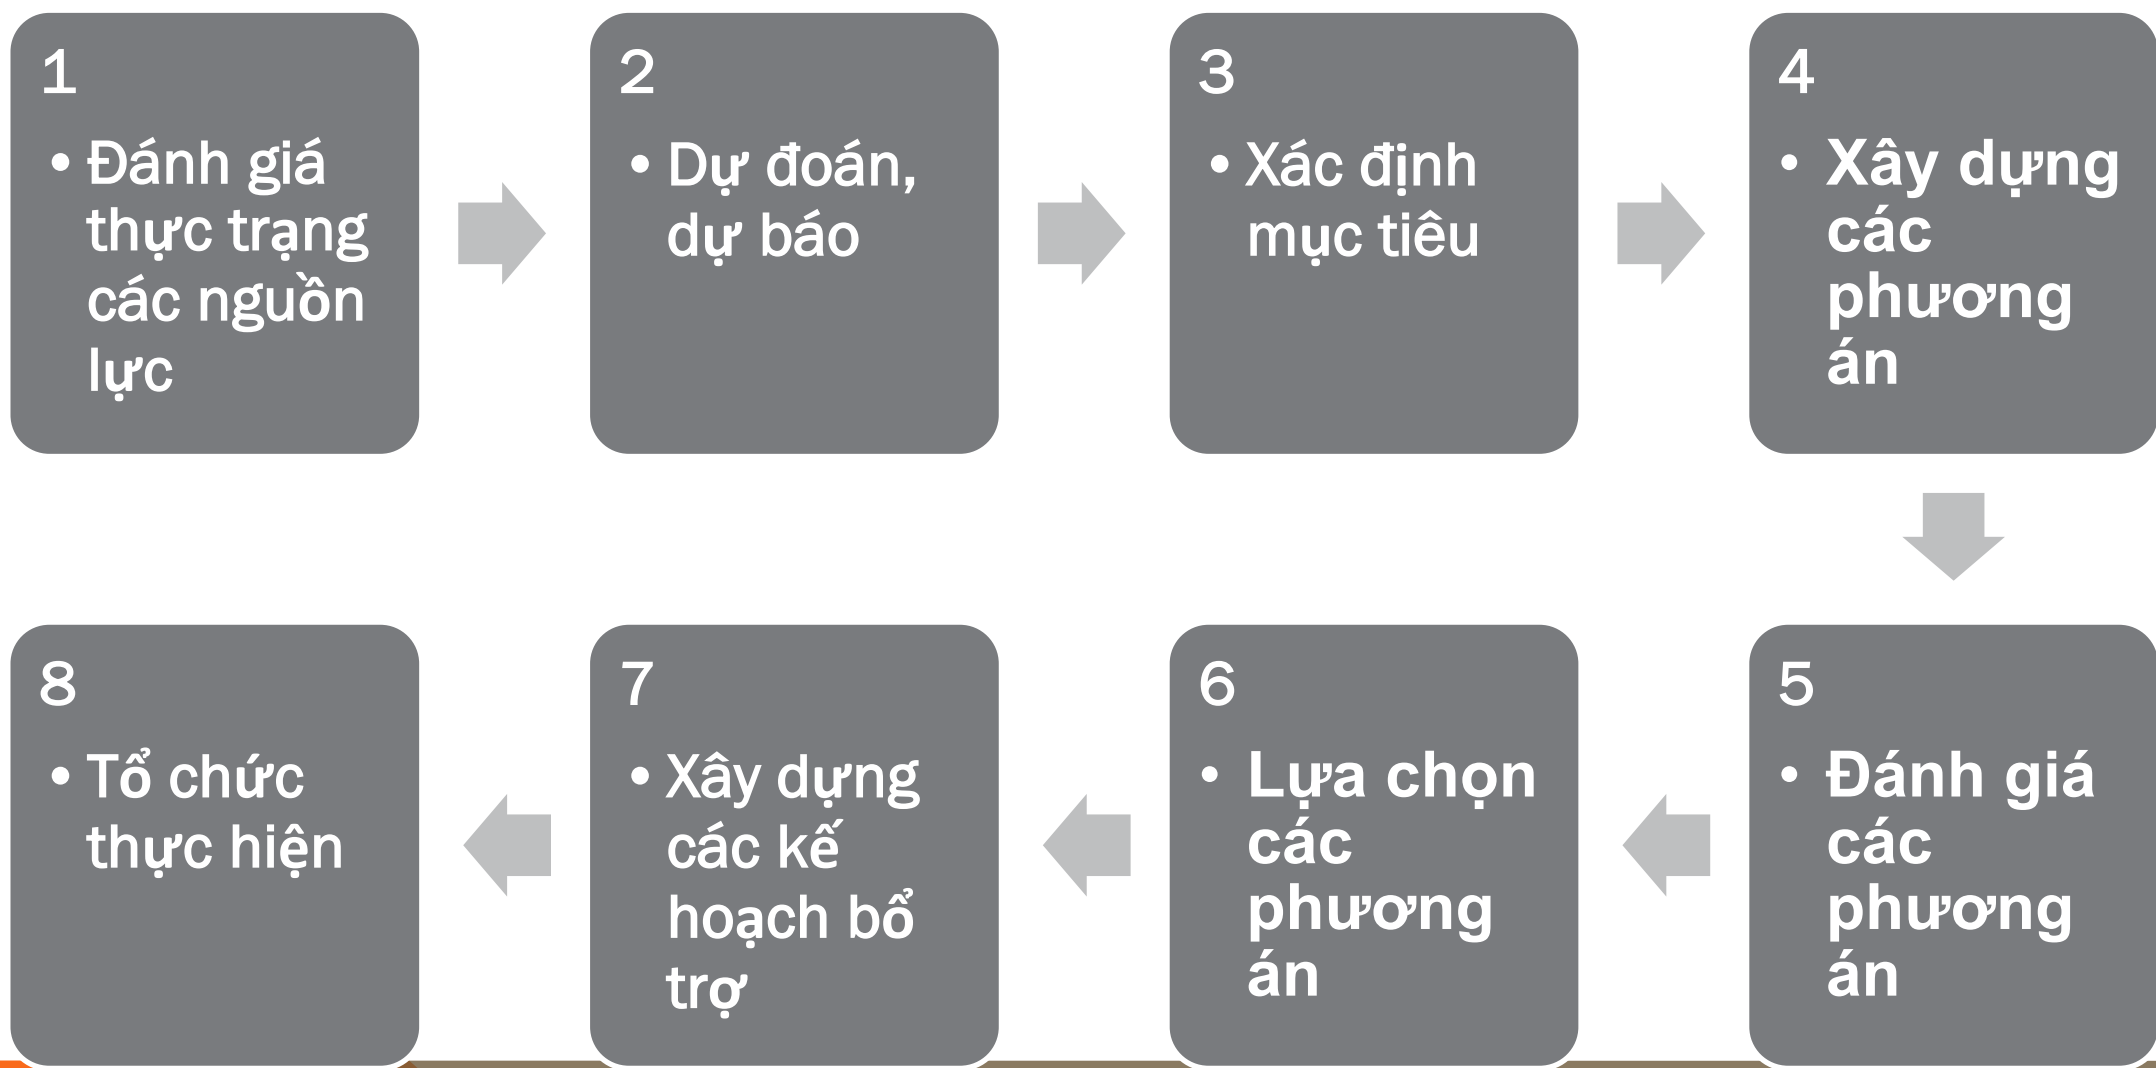 1
• Đánh giá
thực trạng
các nguồn
lực
2
• Dự đoán,
dự báo
3
• Xác định
mục tiêu
4
• Xây dựng
các
phương
án
5
• Đánh giá
các
phương
án
6
• Lựa chọn
các
phương
án
7
• Xây dựng
các kế
hoạch bổ
trợ
8
• Tổ chức
thực hiện